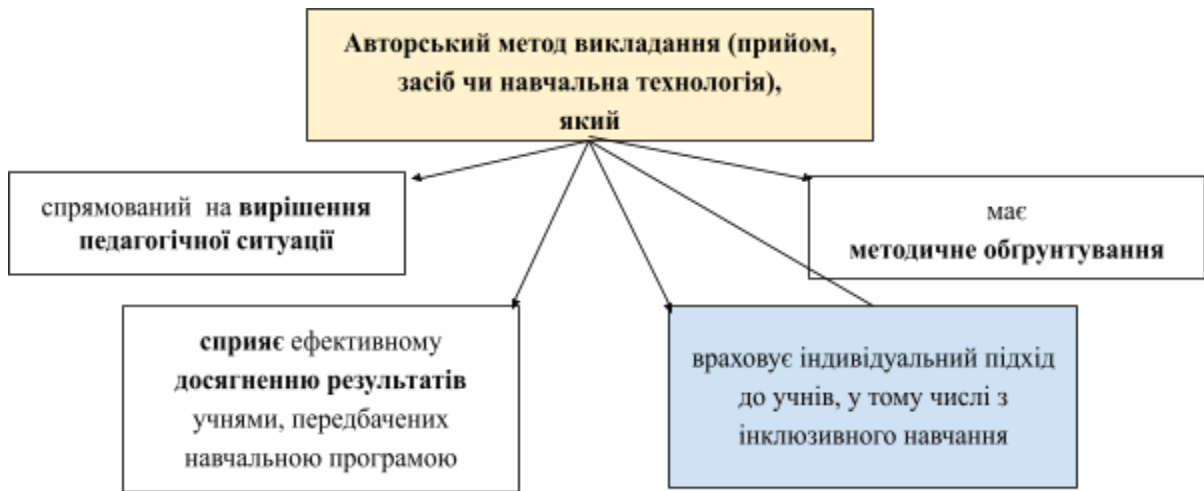 Авторський метод викладання (прийом,
засіб чи навчальна технологія),
який
спрямований на вирішення
педагогічної ситуації
має
методичне обґрунтування
сприяє ефективному
досягненню результатів
учнями, передбачених
навчальною програмою
враховує індивідуальний підхід
до учнів, у тому числі з
інклюзивного навчання